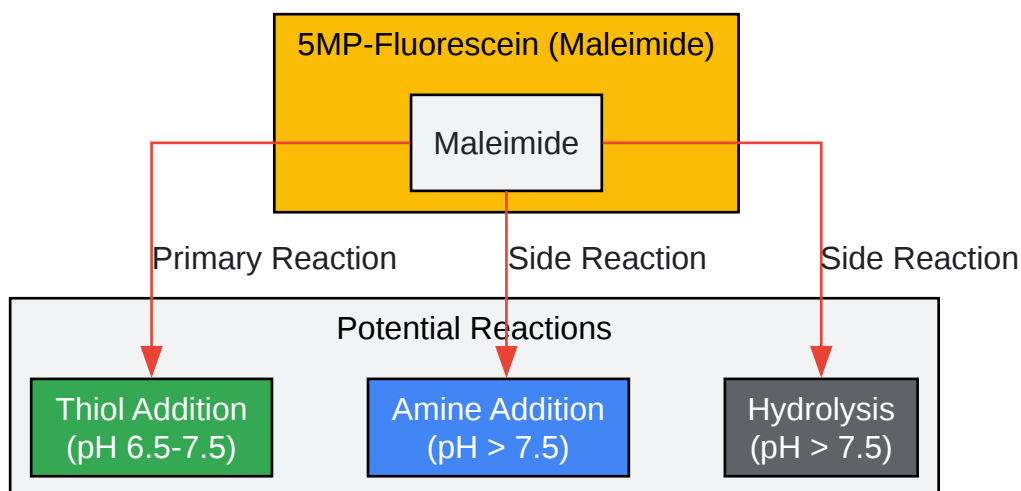 5MP-Fluorescein (Maleimide)
Maleimide
Primary Reaction
Side Reaction
Side Reaction
Potential Reactions
Thiol Addition
(pH 6.5-7.5)
Amine Addition
(pH > 7.5)
Hydrolysis
(pH > 7.5)